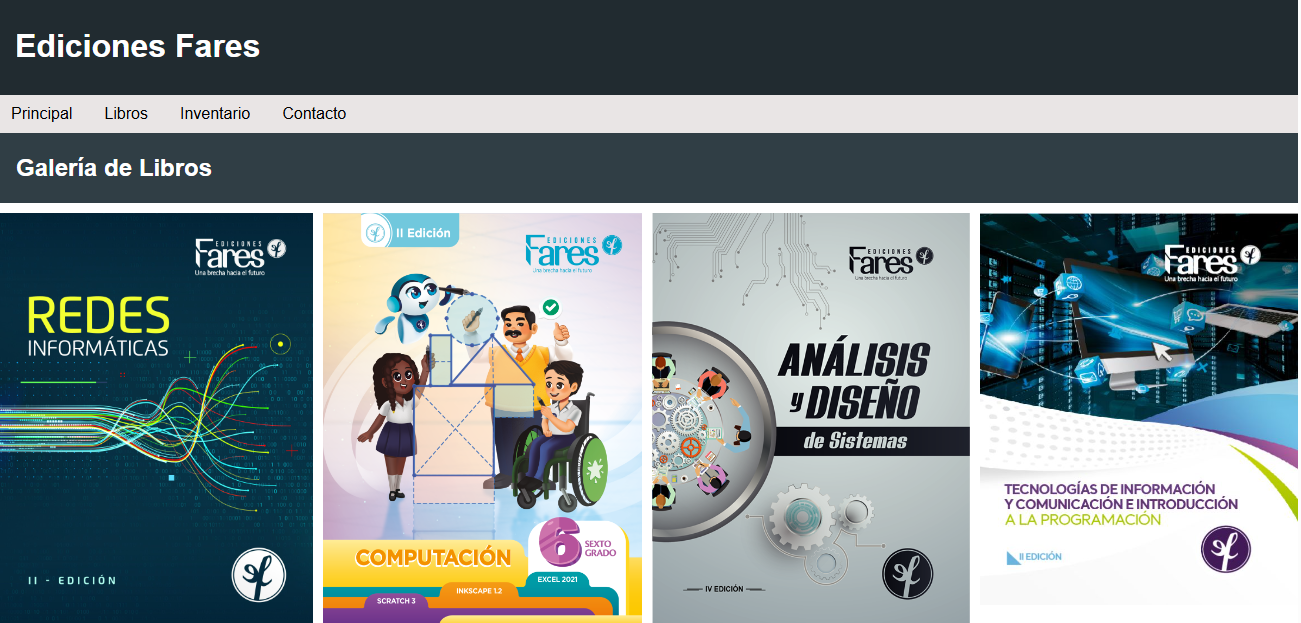 Ediciones Fares
Principal
Libros
Inventario
Contacto
Galería de Libros
EDICIONES
Fares
Una brecha hacia el futuro
REDES
INFORMÁTICAS
II - EDICIÓN
II Edición
EDICIONES
Fares
Una brecha hacia el futuro
COMPUTACIÓN
6
SEXTO
GRADO
EXCEL 2021
INKSCAPE 1.2
SCRATCH 3
EDICIONES
Fares
Una brecha hacia el futuro
ANÁLISIS
y DISEÑO
de Sistemas
IV EDICIÓN
EDICIONES
Fares
Una brecha hacia el futuro
TECNOLOGÍAS DE INFORMACIÓN
Y COMUNICACIÓN E INTRODUCCIÓN
A LA PROGRAMACIÓN
II EDICIÓN